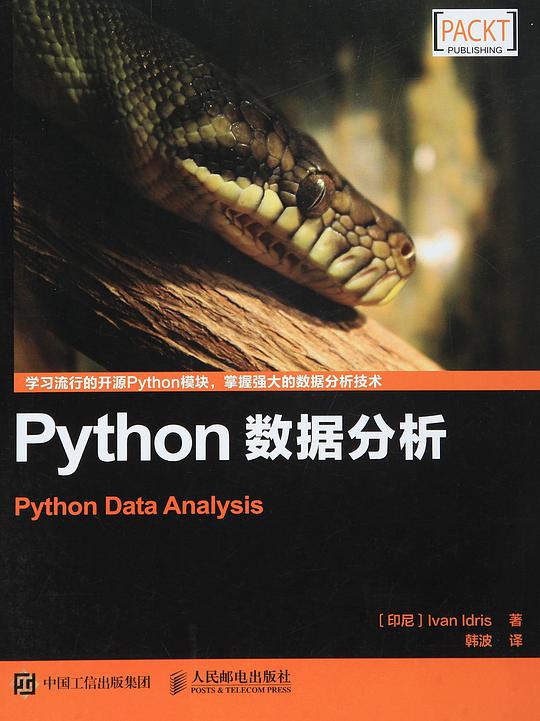 [PACKT]
PUBLISHING
学习流行的开源Python模块，掌握强大的数据分析技术
Python 数据分析
Python Data Analysis
[印尼] Ivan Idris 著
韩波 译
中国工信出版集团
人民邮电出版社
POSTS & TELECOM PRESS